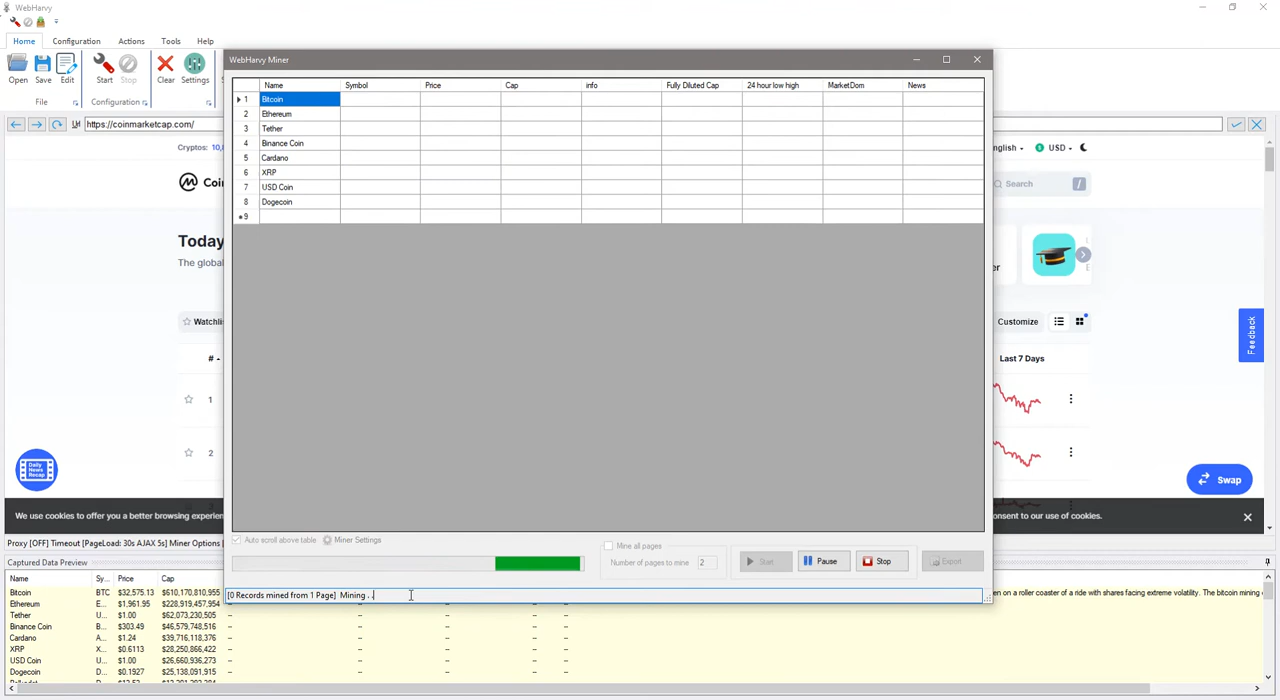 WebHarvy
Home Configuration Actions Tools Help
Open Save Edit Start Stop Clear Settings
File Configuration
Url https://coinmarketcap.com/
WebHarvy Miner
Name Symbol Price Cap info Fully Diluted Cap 24 hour low high MarketDom News
1 Bitcoin
2 Ethereum
3 Tether
4 Binance Coin
5 Cardano
6 XRP
7 USD Coin
8 Dogecoin
9
Auto scroll above table Miner Settings
Mine all pages
Number of pages to mine 2
Start Pause Stop Export
[0 Records mined from 1 Page] Mining . .
Cryptos: 10,
nglish USD
Coi
Search /
Today
The global
er
Watchli
Customize
# Last 7 Days
1
2
Feedback
Daily
News
Recap
Swap
We use cookies to offer you a better browsing experien
onsent to our use of cookies.
Proxy [OFF] Timeout [PageLoad: 30s AJAX 5s] Miner Options
Captured Data Preview
Name Sy... Price Cap
Bitcoin BTC $32,575.13 $610,170,810,955
en on a roller coaster of a ride with shares facing extreme volatility. The bitcoin mining
Ethereum E... $1,961.95 $228,919,457,954 -- -- -- --
Tether U... $1.00 -- -- -- --
Binance Coin B... $303.49 $46,579,748,516 -- -- -- --
Cardano A... $1.24 $39,716,118,376 -- -- -- --
XRP X... $0.6113 $28,250,866,422 -- -- -- --
USD Coin U... $1.00 $26,660,936,273 -- -- -- --
Dogecoin D... $0.1927 $25,138,091,915 -- -- -- --